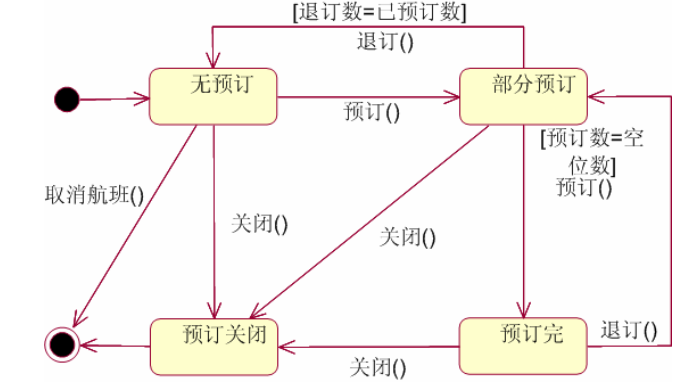 [退订数=已预订数]
退订()
无预订
部分预订
预订()
[预订数=空
位数]
预订()
取消航班()
关闭()
关闭()
预订关闭
预订完
退订()
关闭()